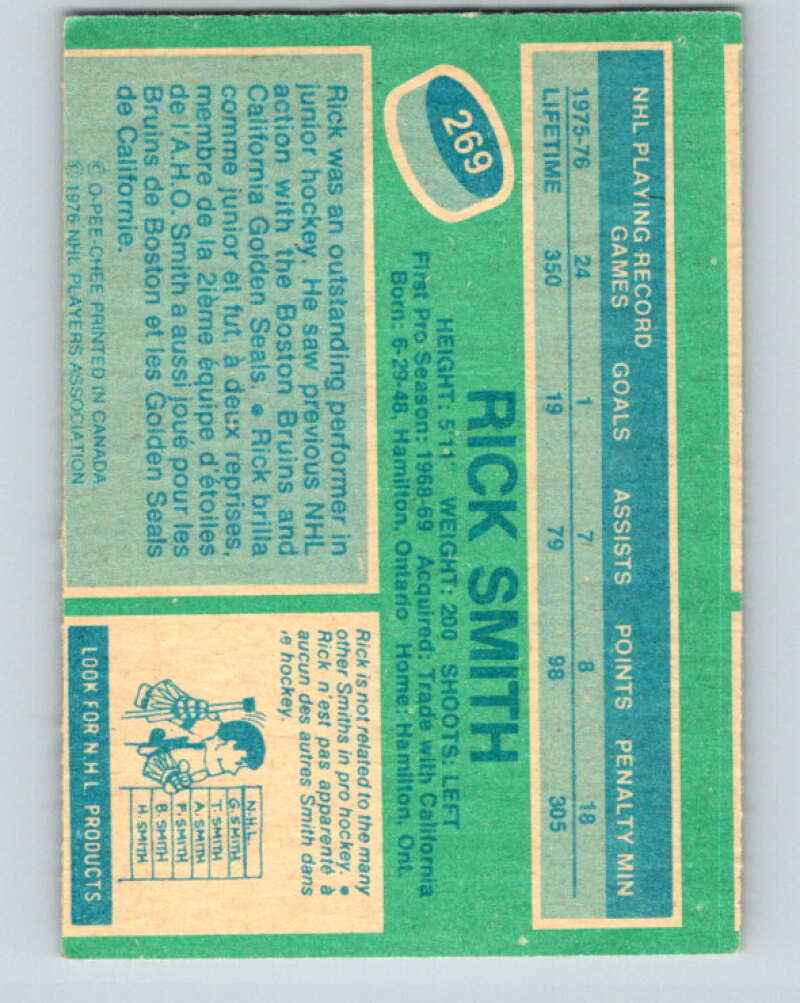 NHL PLAYING RECORD
GAMES GOALS ASSISTS POINTS PENALTY MIN
1975-76 24 1 7 8 18
LIFETIME 350 19 79 98 305
269
RICK SMITH
HEIGHT: 5'11" WEIGHT: 200 SHOOTS: LEFT
First Pro Season: 1968-69 Acquired: Trade with California
Born: 6-29-48, Hamilton, Ontario Home: Hamilton, Ont.
Rick was an outstanding performer in
junior hockey. He saw previous NHL
action with the Boston Bruins and
California Golden Seals. • Rick brilla
comme junior et fut, à deux reprises,
membre de la 2ième équipe d'étoiles
de l'A.H.O. Smith a aussi joué pour les
Bruins de Boston et les Golden Seals
de Californie.
© O-PEE-CHEE PRINTED IN CANADA
© 1976 NHL PLAYERS ASSOCIATION
Rick is not related to the many
other Smiths in pro hockey. •
Rick n'est pas apparenté à
aucun des autres Smith dans
le hockey.
N.H.L
G. SMITH
T. SMITH
A. SMITH
P. SMITH
B. SMITH
H. SMITH
LOOK FOR N.H.L PRODUCTS